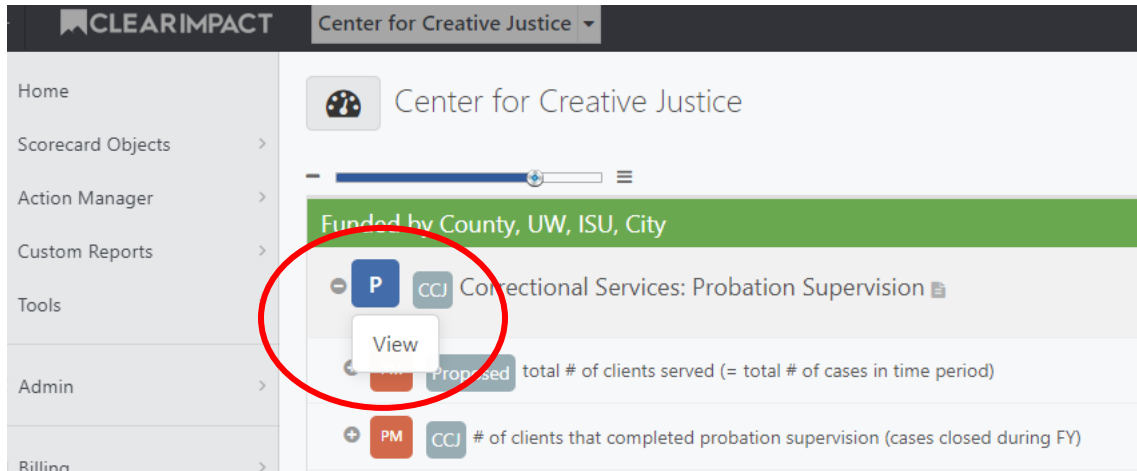 CLEARIMPACT
Center for Creative Justice
Home
Scorecard Objects
Action Manager
Custom Reports
Tools
Admin
Billing
Center for Creative Justice
Funded by County, UW, ISU, City
P CCJ Correctional Services: Probation Supervision
View
Proposed total # of clients served (= total # of cases in time period)
PM CCJ # of clients that completed probation supervision (cases closed during FY)